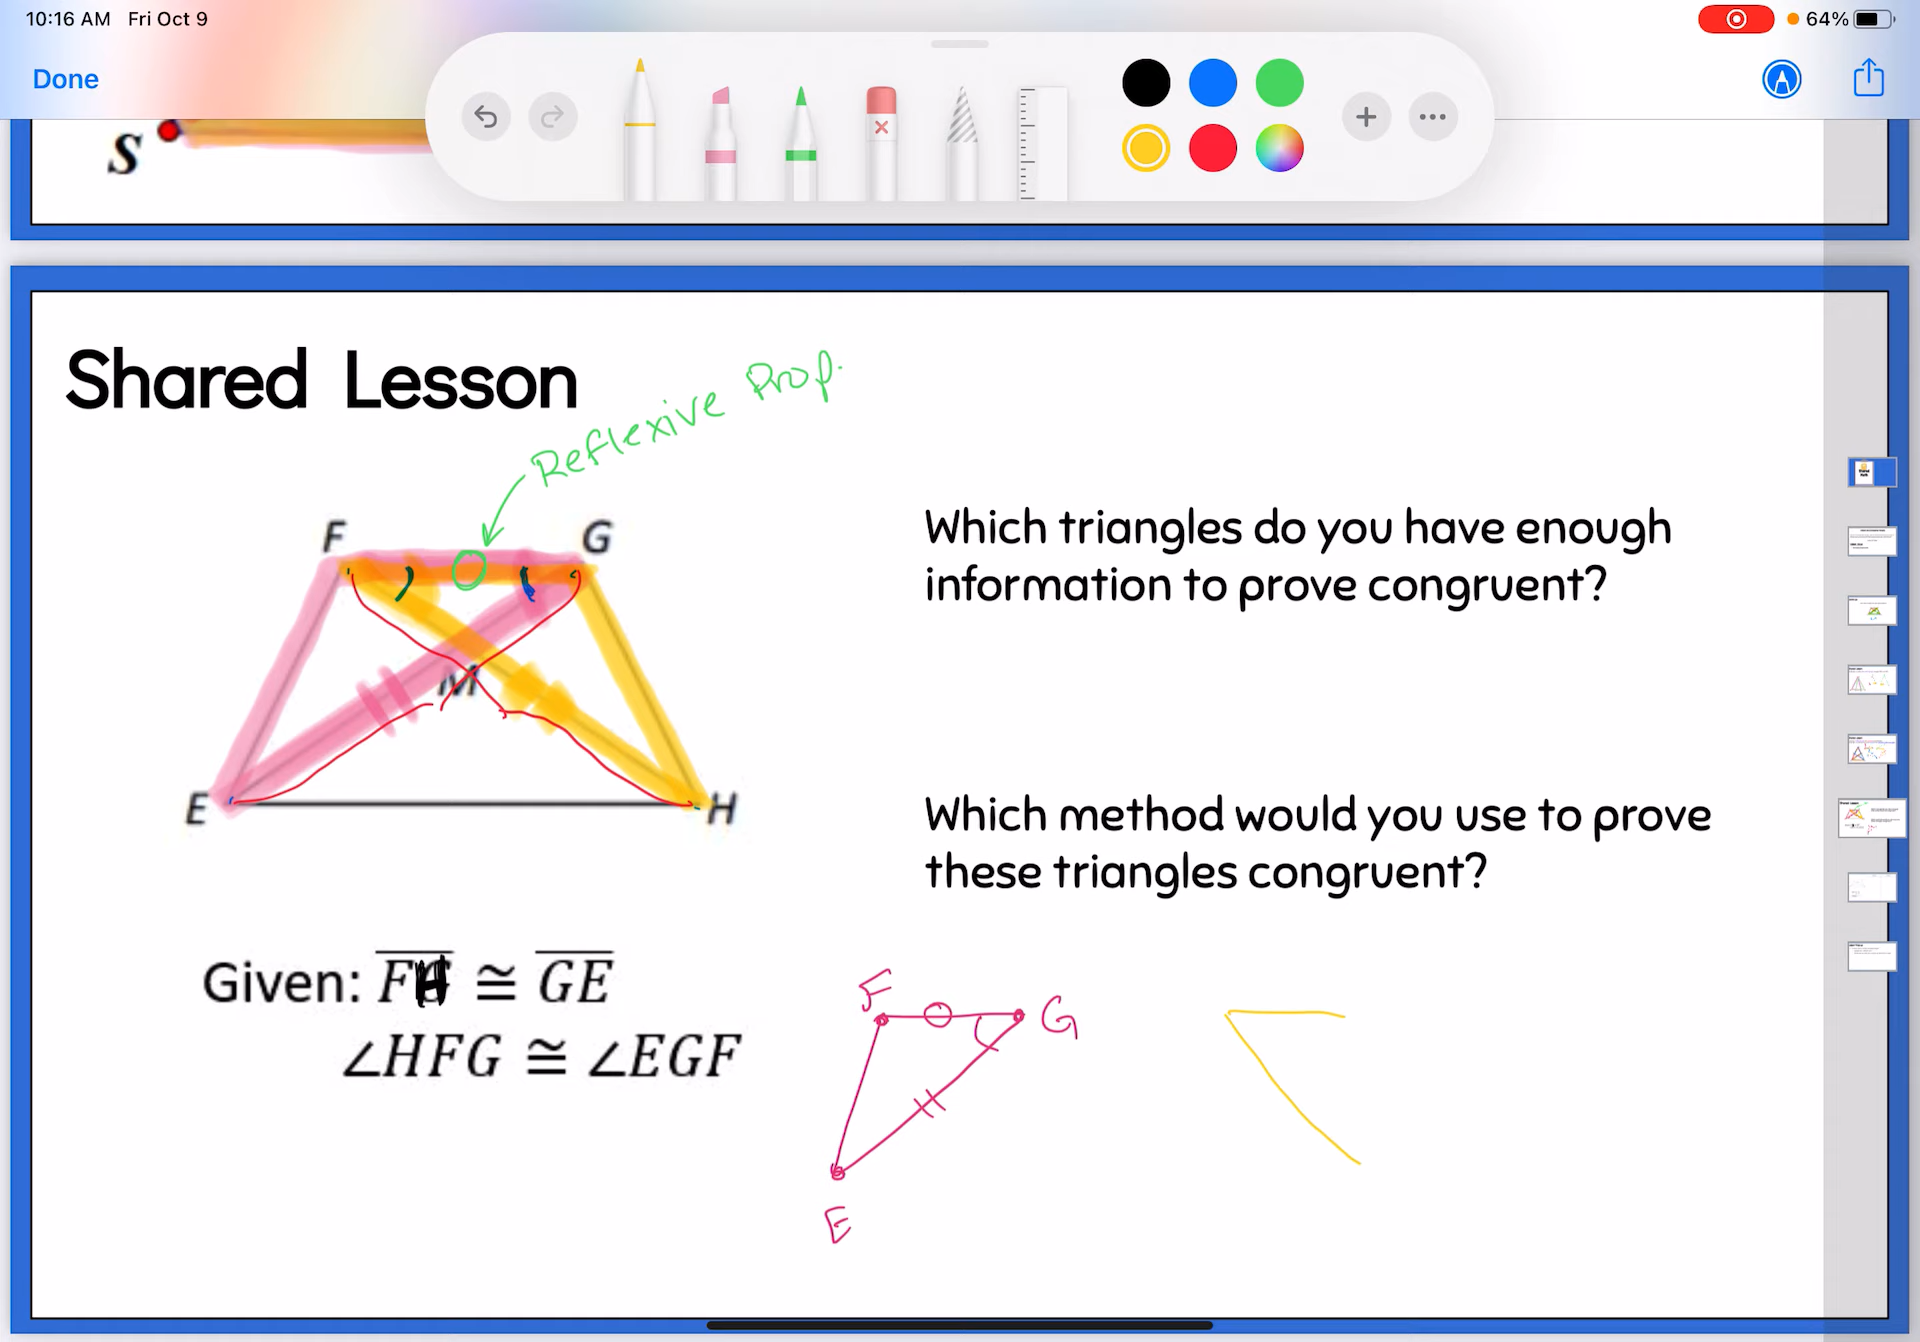 10:16 AM Fri Oct 9
64%
Done
S
Shared Lesson
Reflexive Prop.
F
G
M
E
H
Which triangles do you have enough
information to prove congruent?
Which method would you use to prove
these triangles congruent?
Given: FH ≅ GE
∠HFG ≅ ∠EGF
F
G
E